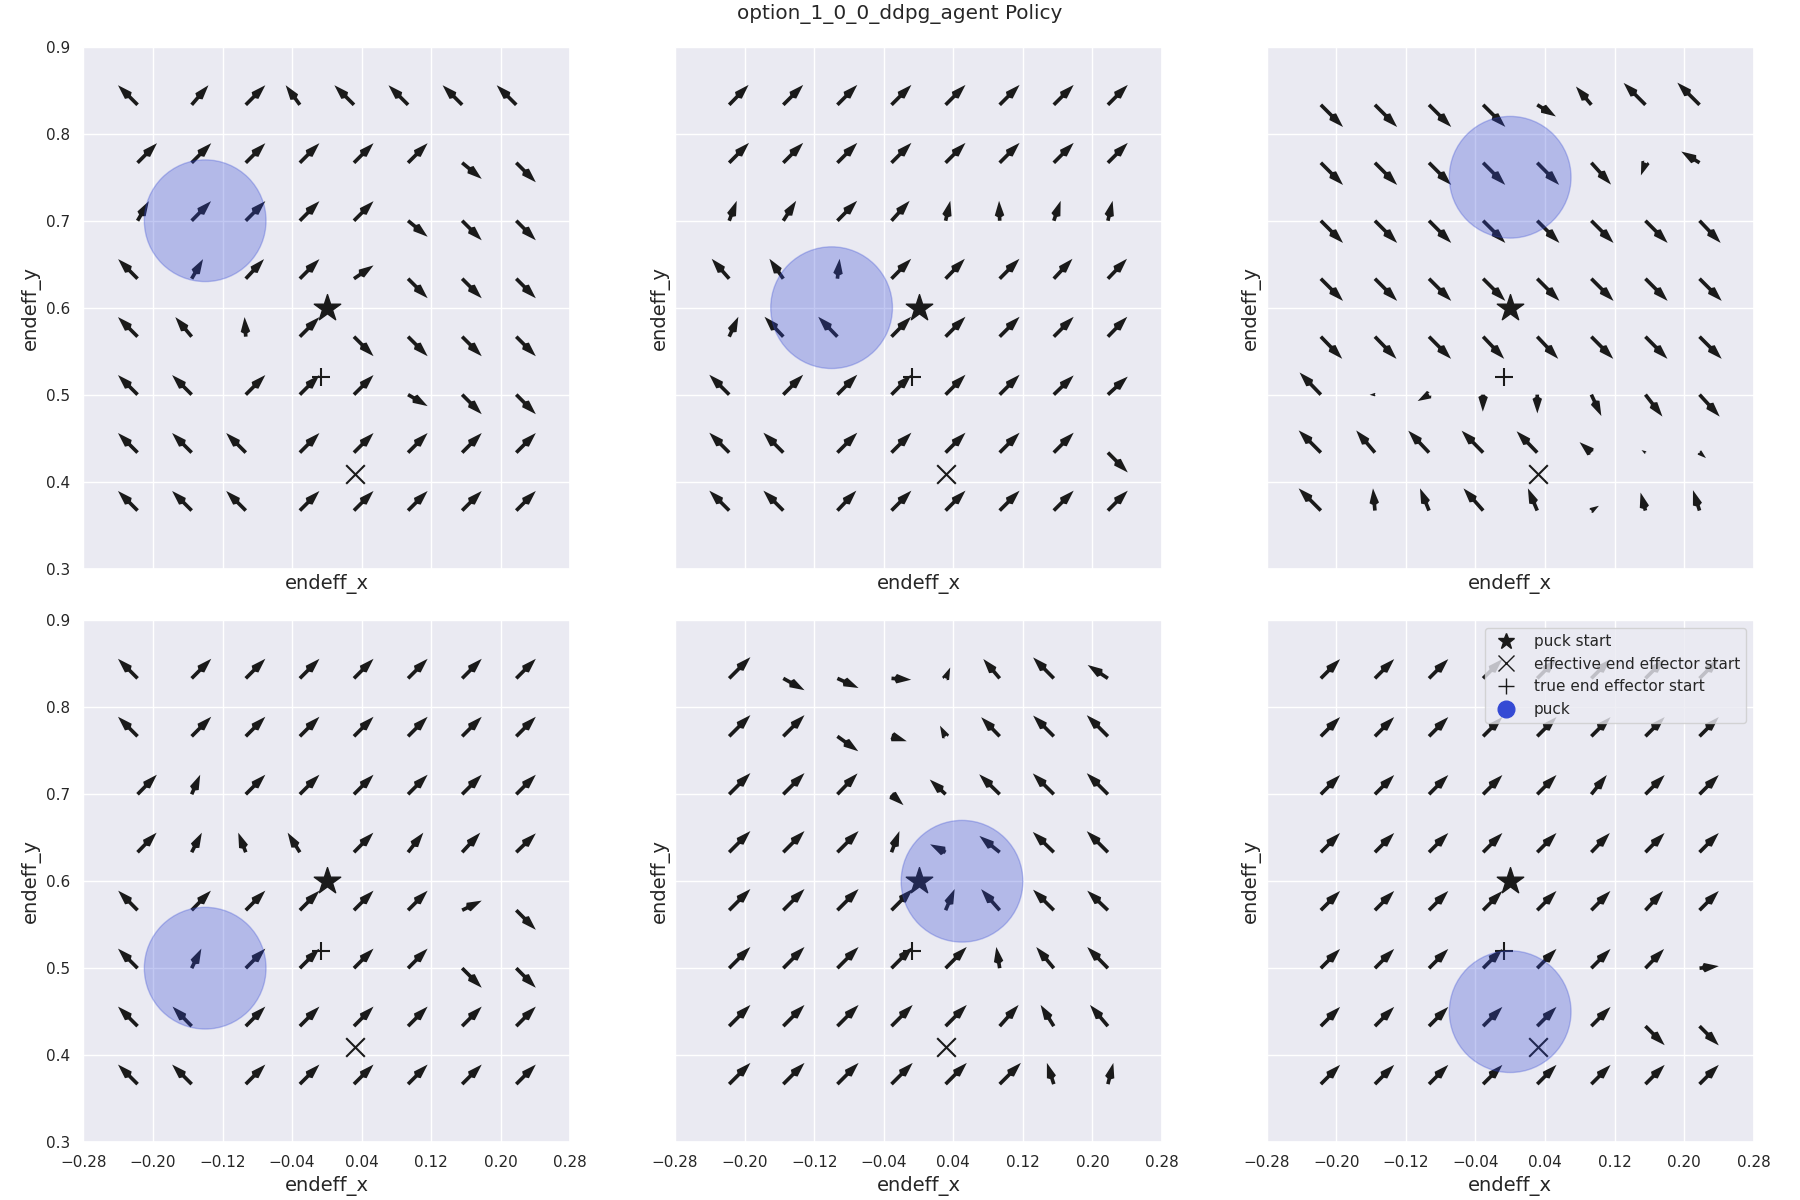 option_1_0_0_ddpg_agent Policy
0.9
0.8
0.7
0.6
0.5
0.4
0.3
endeff_y
endeff_x
endeff_y
endeff_x
endeff_y
endeff_x
0.9
0.8
0.7
0.6
0.5
0.4
0.3
endeff_y
−0.28 −0.20 −0.12 −0.04 0.04 0.12 0.20 0.28
endeff_x
endeff_y
−0.28 −0.20 −0.12 −0.04 0.04 0.12 0.20 0.28
endeff_x
puck start
effective end effector start
true end effector start
puck
endeff_y
−0.28 −0.20 −0.12 −0.04 0.04 0.12 0.20 0.28
endeff_x